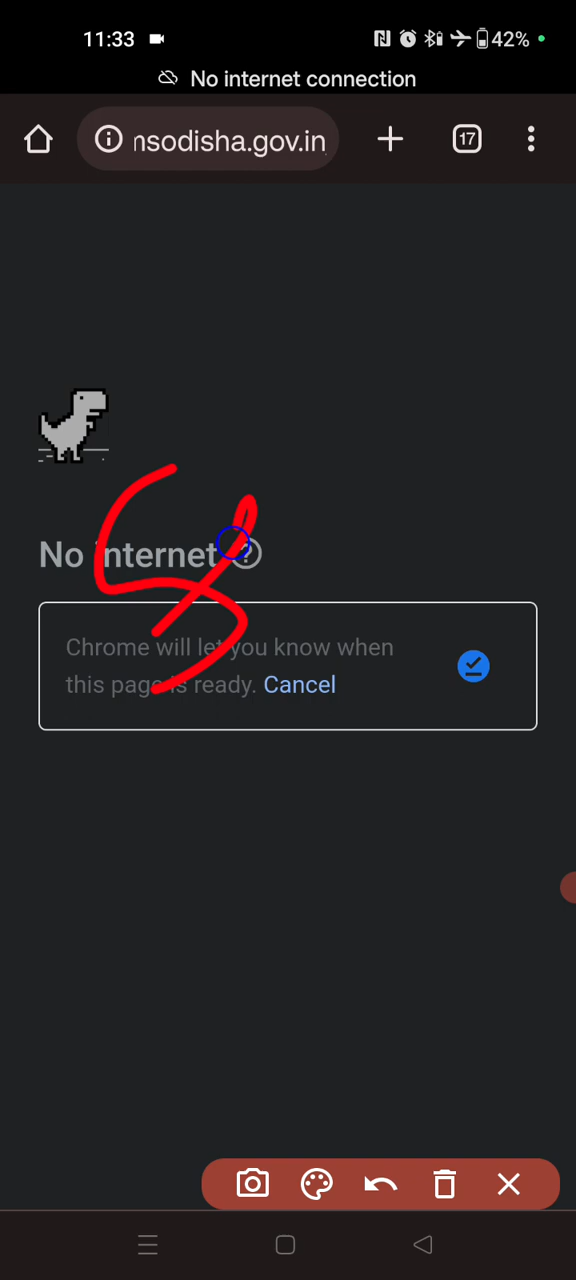 11:33 42%
No internet connection
nsodisha.gov.in 17
No internet
Chrome will let you know when
this page is ready. Cancel